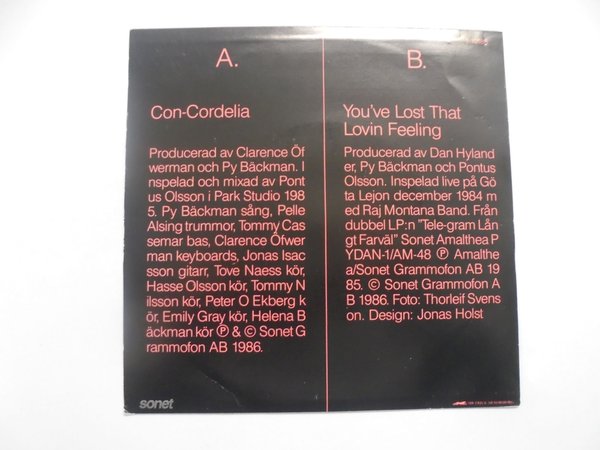 A.
Con-Cordelia
Producerad av Clarence Öf
werman och Py Bäckman. I
nspelad och mixad av Pont
us Olsson i Park Studio 198
5. Py Bäckman sång, Pelle
Alsing trummor, Tommy Cas
semar bas, Clarence Öfwer
man keyboards, Jonas Isac
sson gitarr, Tove Naess kör,
Hasse Olsson kör, Tommy N
ilsson kör, Peter O Ekberg k
ör, Emily Gray kör, Helena B
äckman kör Ⓟ & © Sonet G
rammofon AB 1986.
sonet
B.
You've Lost That
Lovin Feeling
Producerad av Dan Hyland
er, Py Bäckman och Pontus
Olsson. Inspelad live på Gö
ta Lejon december 1984 m
ed Raj Montana Band. Från
dubbel LP:n "Tele-gram Lån
gt Farväl" Sonet Amalthea P
YDAN-1/AM-48 Ⓟ Amalthe
a/Sonet Grammofon AB 19
85. © Sonet Grammofon A
B 1986. Foto: Thorleif Svens
son. Design: Jonas Holst